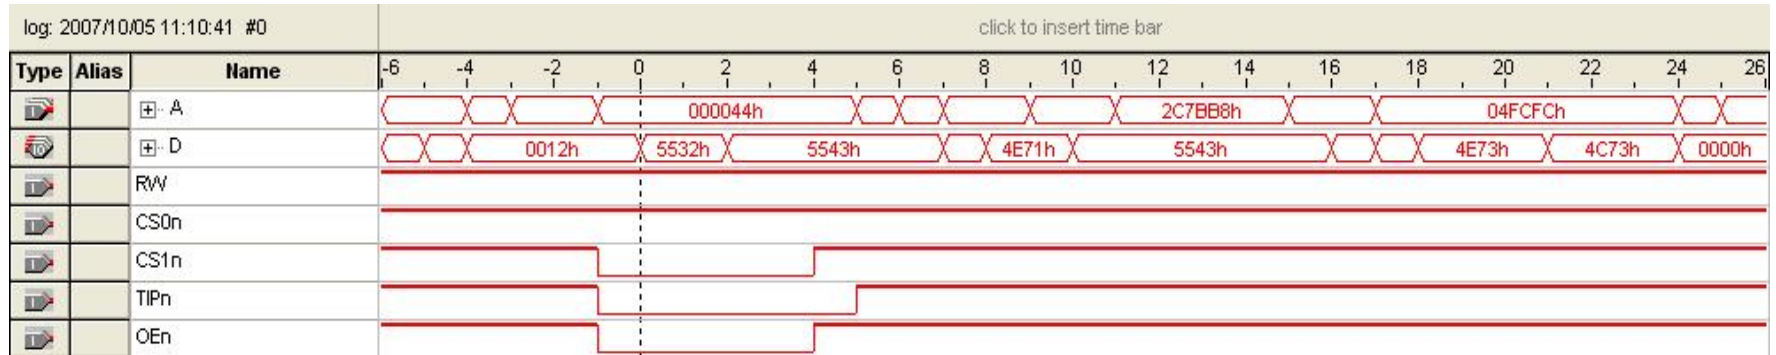 log: 2007/10/05 11:10:41 #0 click to insert time bar
Type Alias Name -6 -4 -2 0 2 4 6 8 10 12 14 16 18 20 22 24 26
A 000044h 2C7BB8h 04FCFCh
D 0012h 5532h 5543h 4E71h 5543h 4E73h 4C73h 0000h
RW
CS0n
CS1n
TIPn
OEn